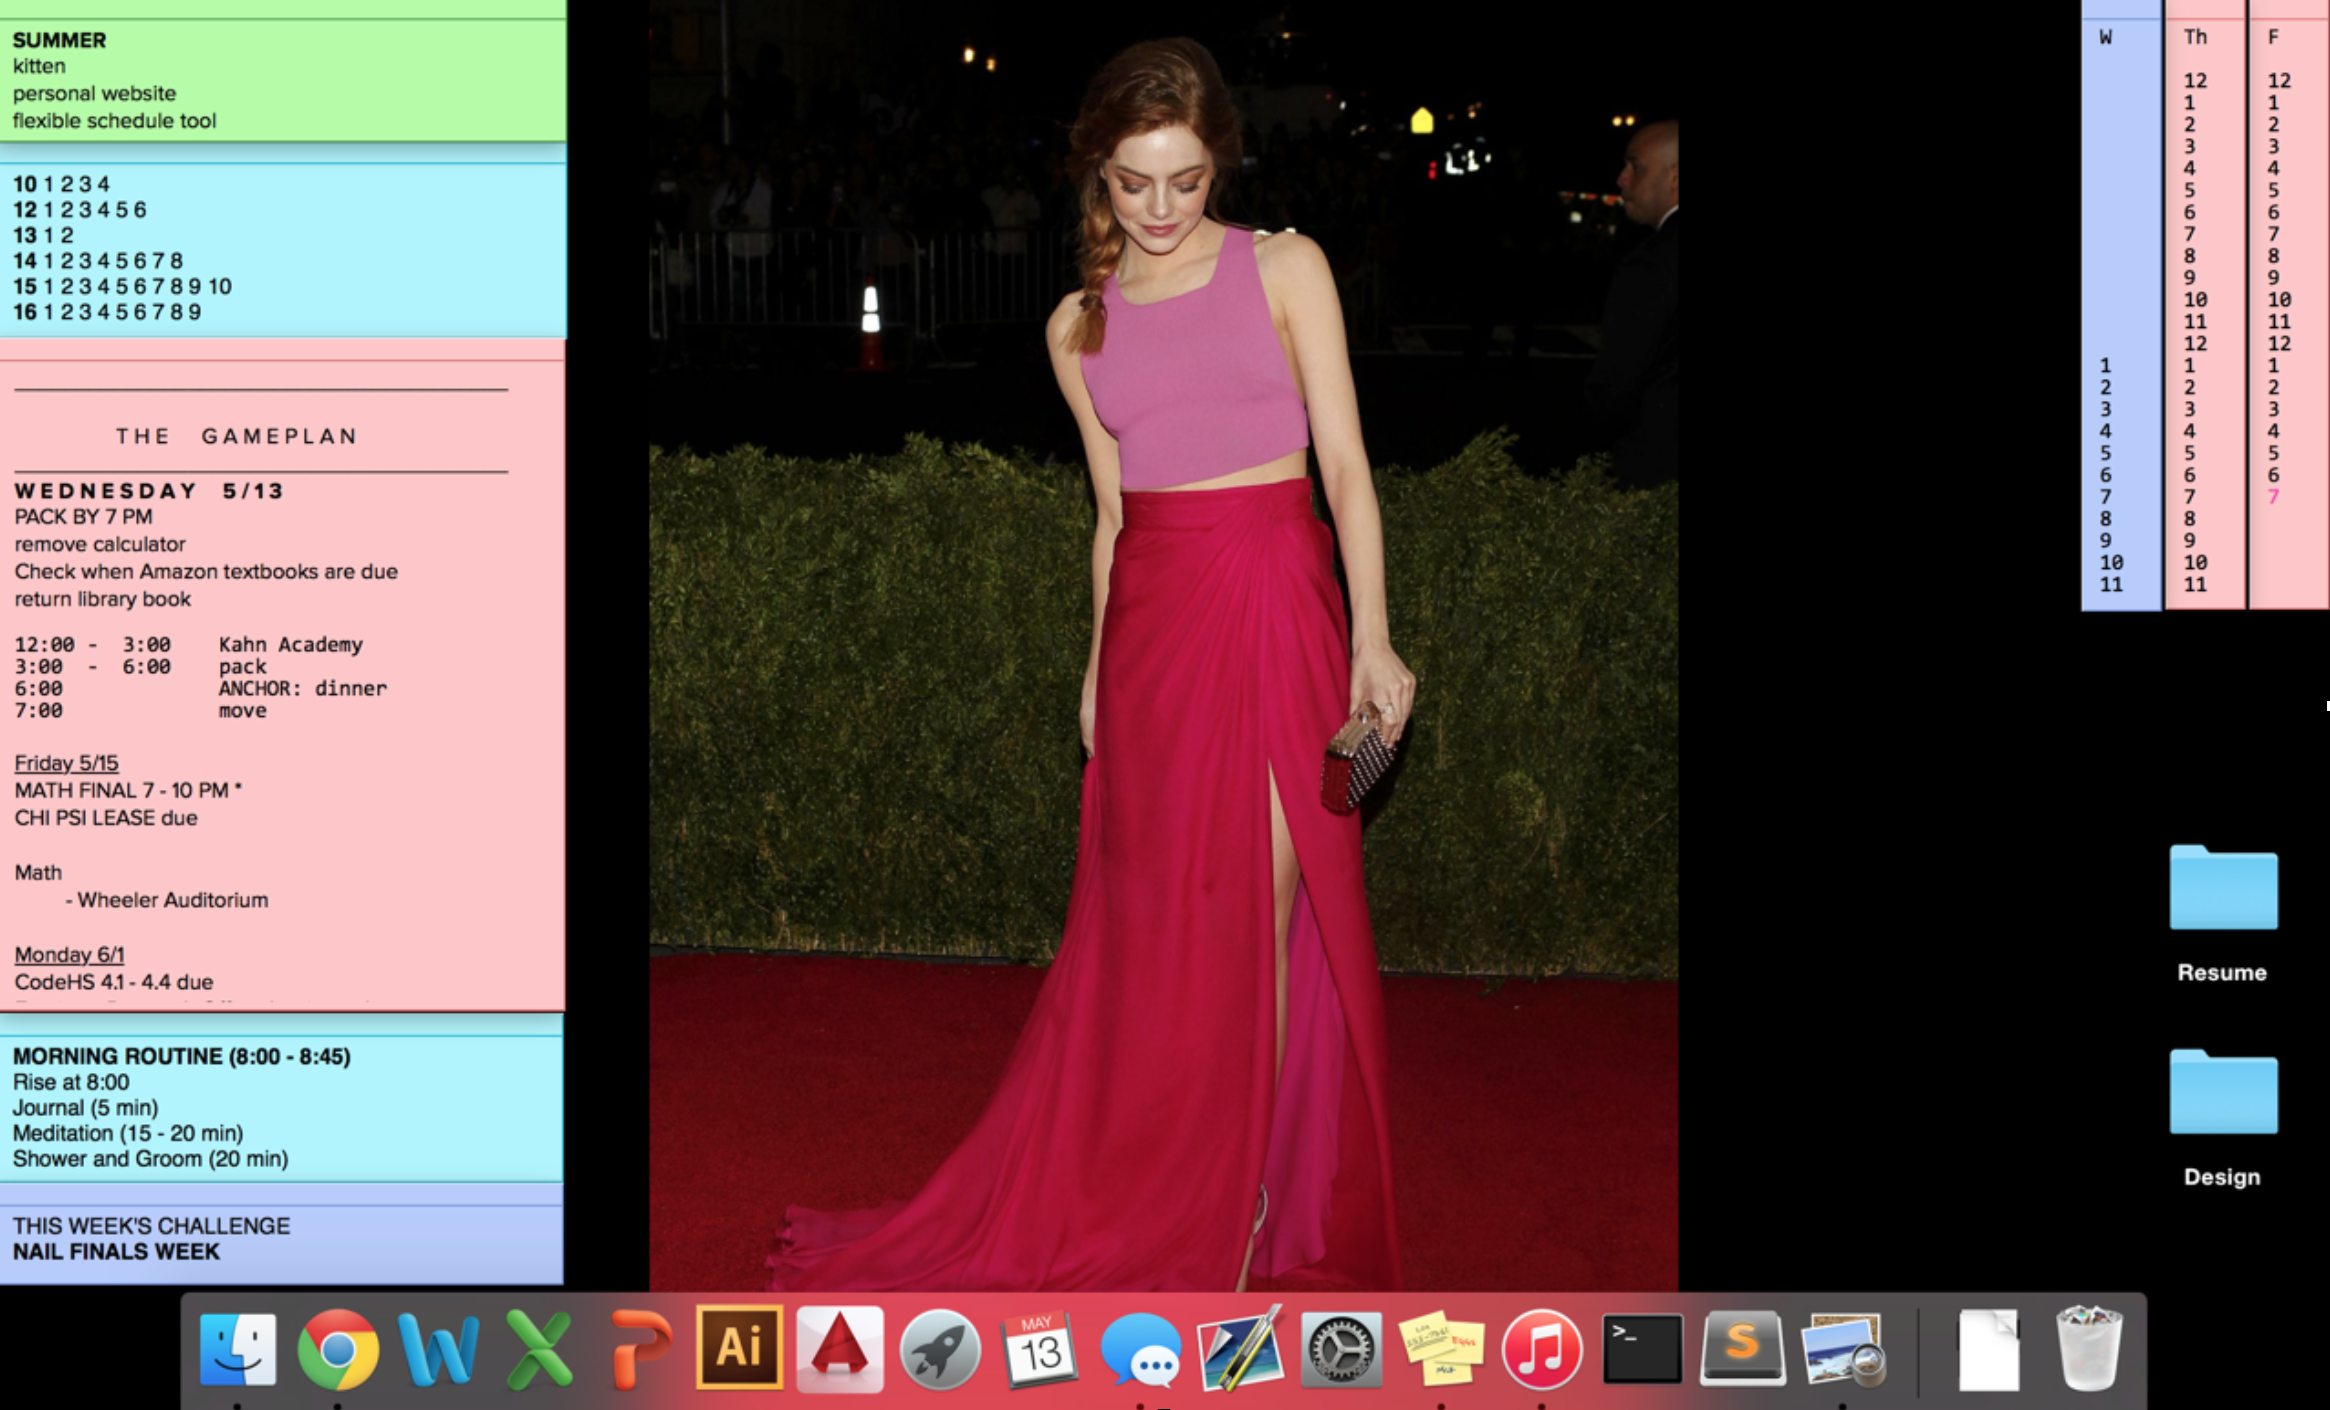 SUMMER
kitten
personal website
flexible schedule tool
10 1 2 3 4
12 1 2 3 4 5 6
13 1 2
14 1 2 3 4 5 6 7 8
15 1 2 3 4 5 6 7 8 9 10
16 1 2 3 4 5 6 7 8 9
THE GAMEPLAN
WEDNESDAY 5/13
PACK BY 7 PM
remove calculator
Check when Amazon textbooks are due
return library book
12:00 - 3:00 Kahn Academy
3:00 - 6:00 pack
6:00 ANCHOR: dinner
7:00 move
Friday 5/15
MATH FINAL 7 - 10 PM *
CHI PSI LEASE due
Math
- Wheeler Auditorium
Monday 6/1
CodeHS 4.1 - 4.4 due
MORNING ROUTINE (8:00 - 8:45)
Rise at 8:00
Journal (5 min)
Meditation (15 - 20 min)
Shower and Groom (20 min)
THIS WEEK'S CHALLENGE
NAIL FINALS WEEK
W
1
2
3
4
5
6
7
8
9
10
11
Th
12
1
2
3
4
5
6
7
8
9
10
11
12
1
2
3
4
5
6
7
8
9
10
11
F
12
1
2
3
4
5
6
7
8
9
10
11
12
1
2
3
4
5
6
7
Resume
Design
Ai
MAY
13
>_
S